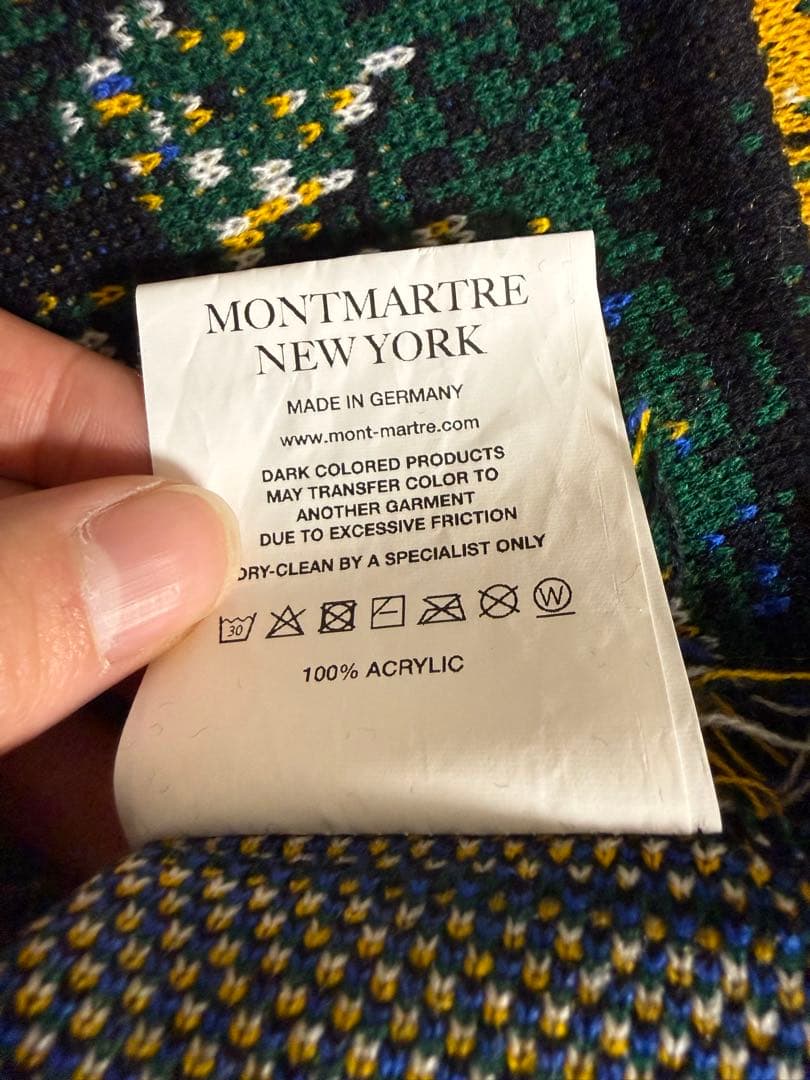 MONTMARTRE
NEW YORK
MADE IN GERMANY
www.mont-martre.com
DARK COLORED PRODUCTS
MAY TRANSFER COLOR TO
ANOTHER GARMENT
DUE TO EXCESSIVE FRICTION
DRY-CLEAN BY A SPECIALIST ONLY
30 W
100% ACRYLIC